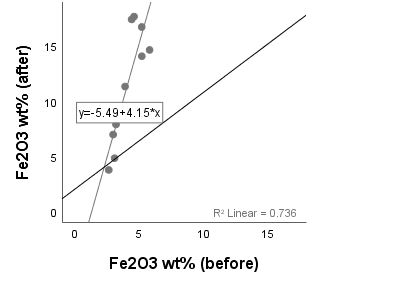 Fe2O3 wt% (after)
15
10
5
0
y=-5.49+4.15*x
R² Linear = 0.736
0 5 10 15
Fe2O3 wt% (before)